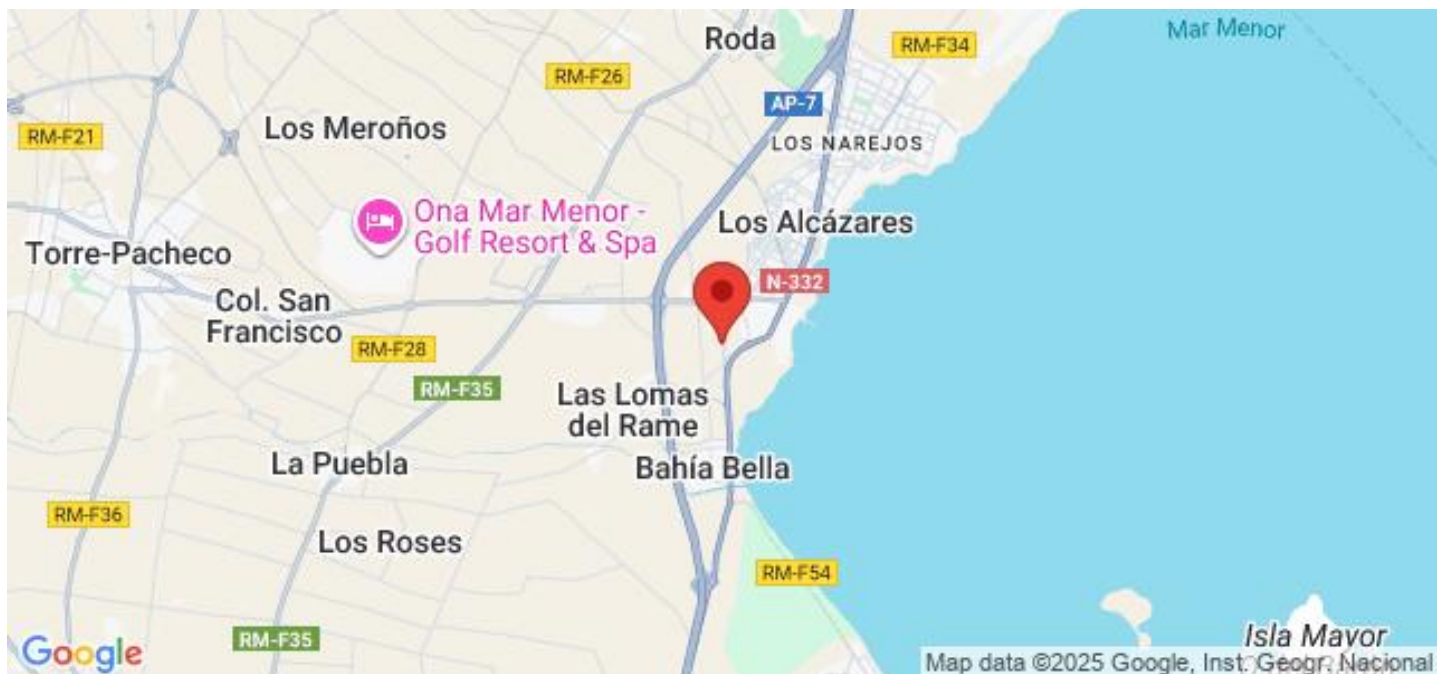 Roda
RM-F34
Mar Menor
RM-F26
AP-7
RM-F21
Los Meroños
LOS NAREJOS
Ona Mar Menor -
Golf Resort & Spa
Los Alcázares
Torre-Pacheco
N-332
Col. San
Francisco
RM-F28
RM-F35
Las Lomas
del Rame
La Puebla
Bahía Bella
RM-F36
Los Roses
RM-F54
RM-F35
Isla Mayor
Google
Map data ©2025 Google, Inst. Geogr. Nacional